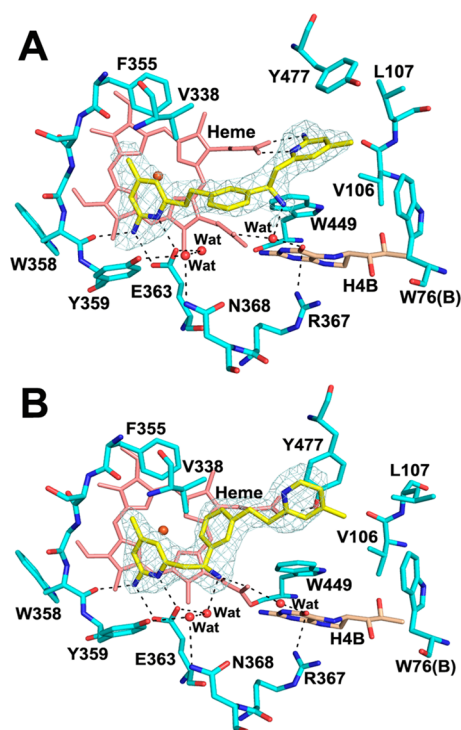 A
F355
V338
Y477
L107
Heme
V106
Wat
W449
Wat
Wat
W358
Y359
E363
N368
R367
H4B
W76(B)
B
F355
V338
Y477
L107
Heme
V106
W449
Wat
Wat
Wat
W358
Y359
E363
N368
R367
H4B
W76(B)